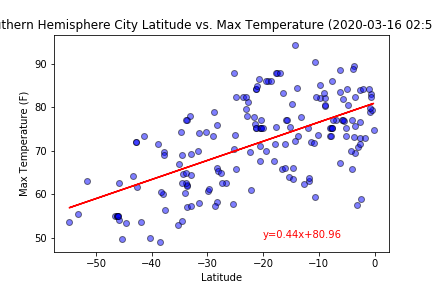 thern Hemisphere City Latitude vs. Max Temperature (2020-03-16 02:5
Max Temperature (F)
90
80
70
60
50
y=0.44x+80.96
−50
−40
−30
−20
−10
0
Latitude